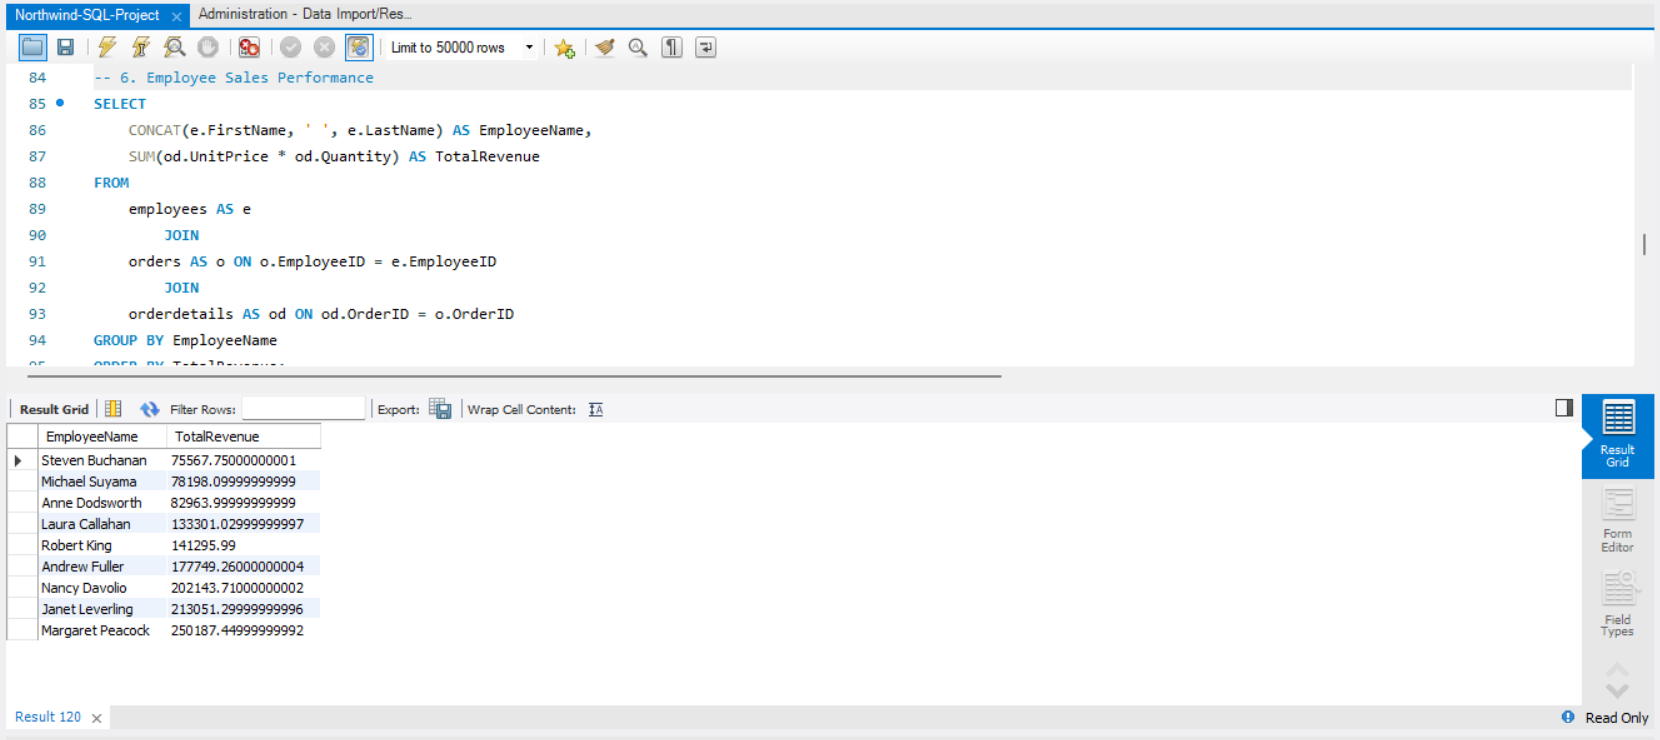 Northwind-SQL-Project × Administration - Data Import/Res...
Limit to 50000 rows
84 -- 6. Employee Sales Performance
85 SELECT
86 CONCAT(e.FirstName, ' ', e.LastName) AS EmployeeName,
87 SUM(od.UnitPrice * od.Quantity) AS TotalRevenue
88 FROM
89 employees AS e
90 JOIN
91 orders AS o ON o.EmployeeID = e.EmployeeID
92 JOIN
93 orderdetails AS od ON od.OrderID = o.OrderID
94 GROUP BY EmployeeName
95 ORDER BY TotalRevenue;
Result Grid Filter Rows: Export: Wrap Cell Content: IA
EmployeeName TotalRevenue
Steven Buchanan 75567.75000000001
Michael Suyama 78198.09999999999
Anne Dodsworth 82963.99999999999
Laura Callahan 133301.02999999997
Robert King 141295.99
Andrew Fuller 177749.26000000004
Nancy Davolio 202143.71000000002
Janet Leverling 213051.29999999996
Margaret Peacock 250187.44999999992
Result
Grid
Form
Editor
Field
Types
Result 120 ×
Read Only